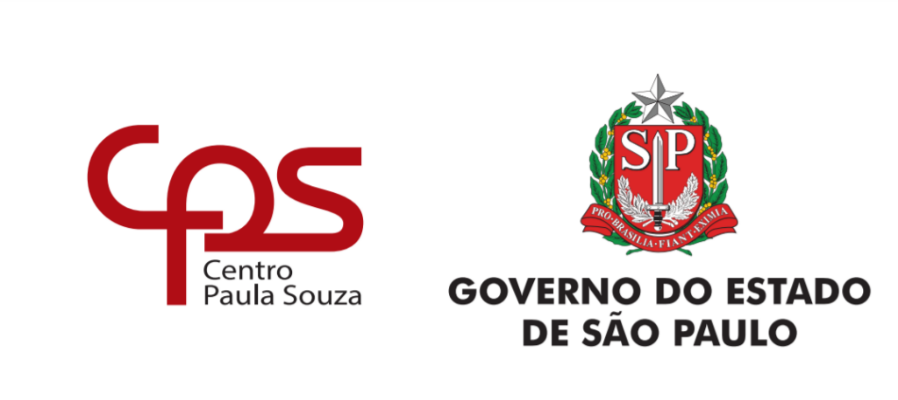 cps
Centro
Paula Souza
SP
PRO·BRASILIA·FIANT·EXIMIA
GOVERNO DO ESTADO
DE SÃO PAULO